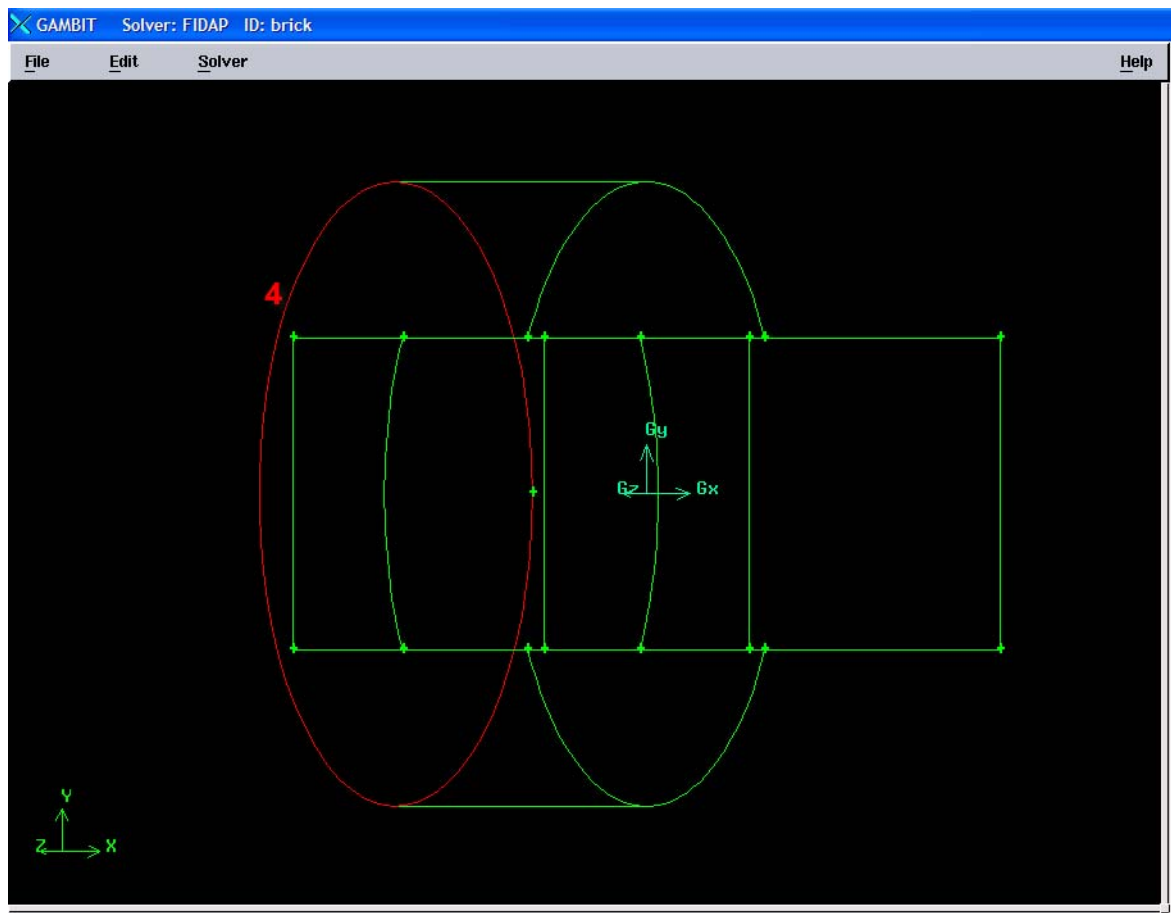 GAMBIT Solver: FIDAP ID: brick
File Edit Solver Help
4
Gy
Gz Gx
Y
Z X